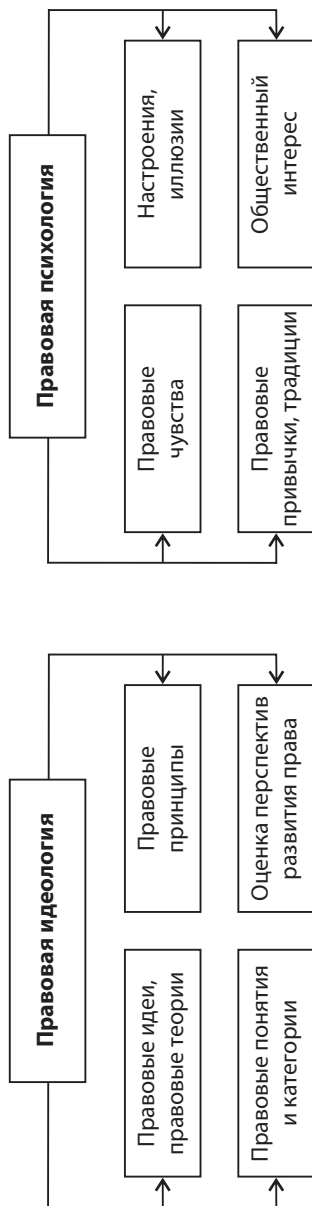 Правовая идеология
Правовые идеи,
правовые теории
Правовые
принципы
Правовые понятия
и категории
Оценка перспектив
развития права
Правовая психология
Правовые
чувства
Настроения,
иллюзии
Правовые
привычки, традиции
Общественный
интерес